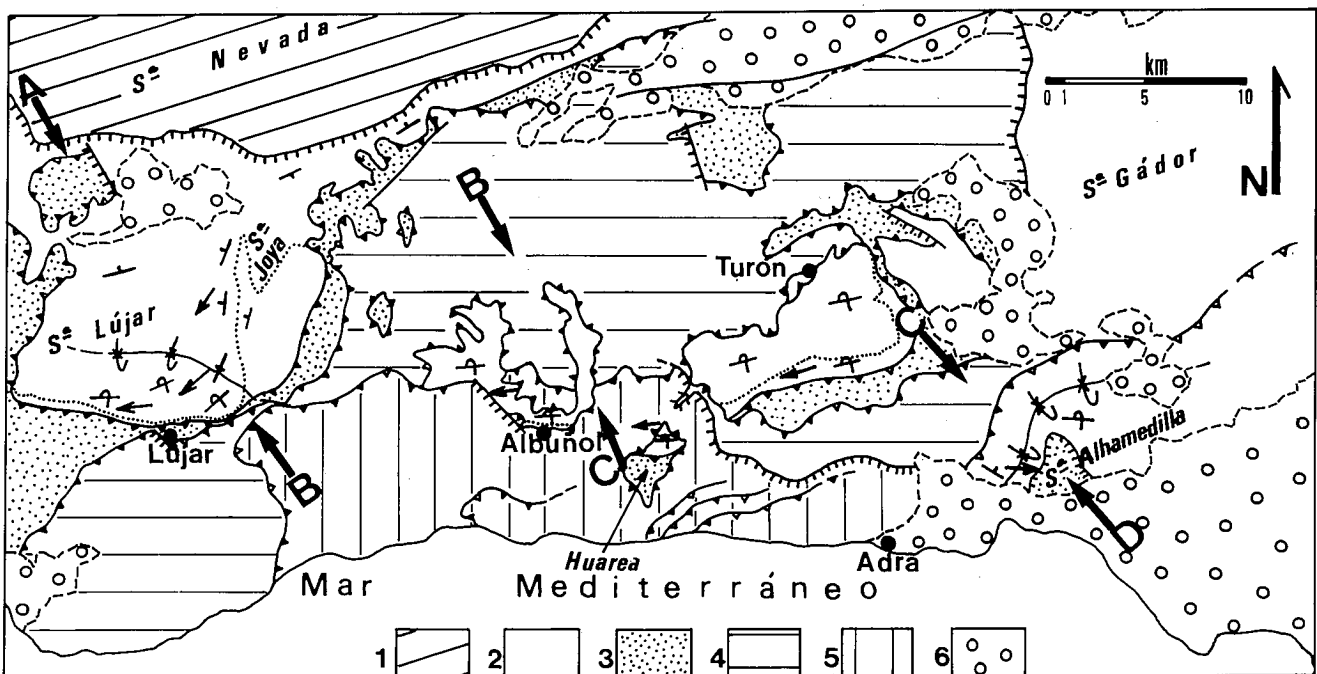 Sª Nevada
A
km
0 1 5 10
N
Sª Gádor
B
Sª Joya
Turón
Sª Lújar
C
Sª Alhamedilla
Lújar
Albuñol
B
C
D
Huarea
Adra
Mar Mediterráneo
1 2 3 4 5 6